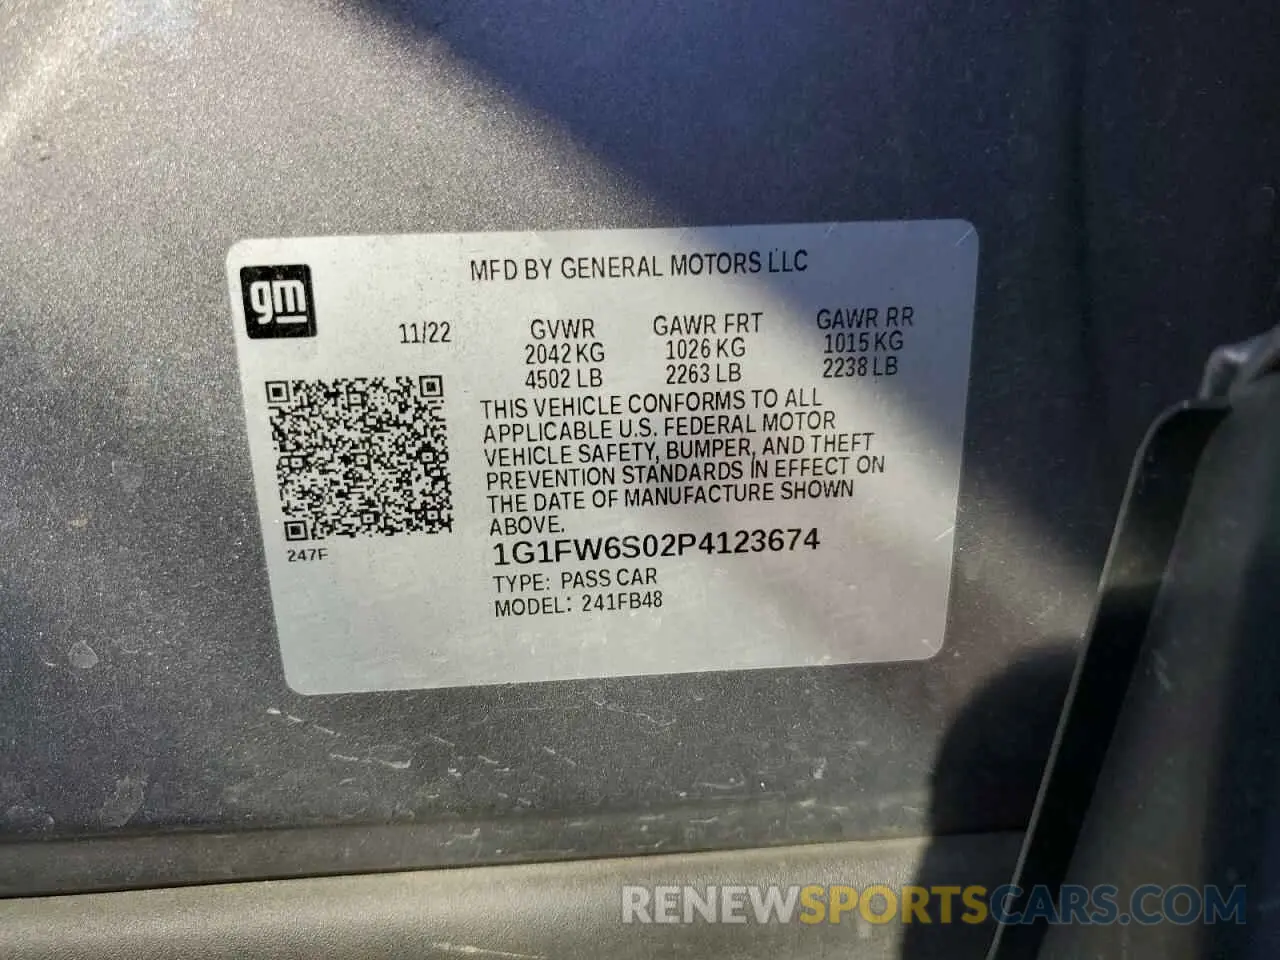 MFD BY GENERAL MOTORS LLC
gm
11/22
GVWR GAWR FRT GAWR RR
2042 KG 1026 KG 1015 KG
4502 LB 2263 LB 2238 LB
THIS VEHICLE CONFORMS TO ALL
APPLICABLE U.S. FEDERAL MOTOR
VEHICLE SAFETY, BUMPER, AND THEFT
PREVENTION STANDARDS IN EFFECT ON
THE DATE OF MANUFACTURE SHOWN
ABOVE.
247F
1G1FW6S02P4123674
TYPE: PASS CAR
MODEL: 241FB48
RENEWSPORTSCARS.COM